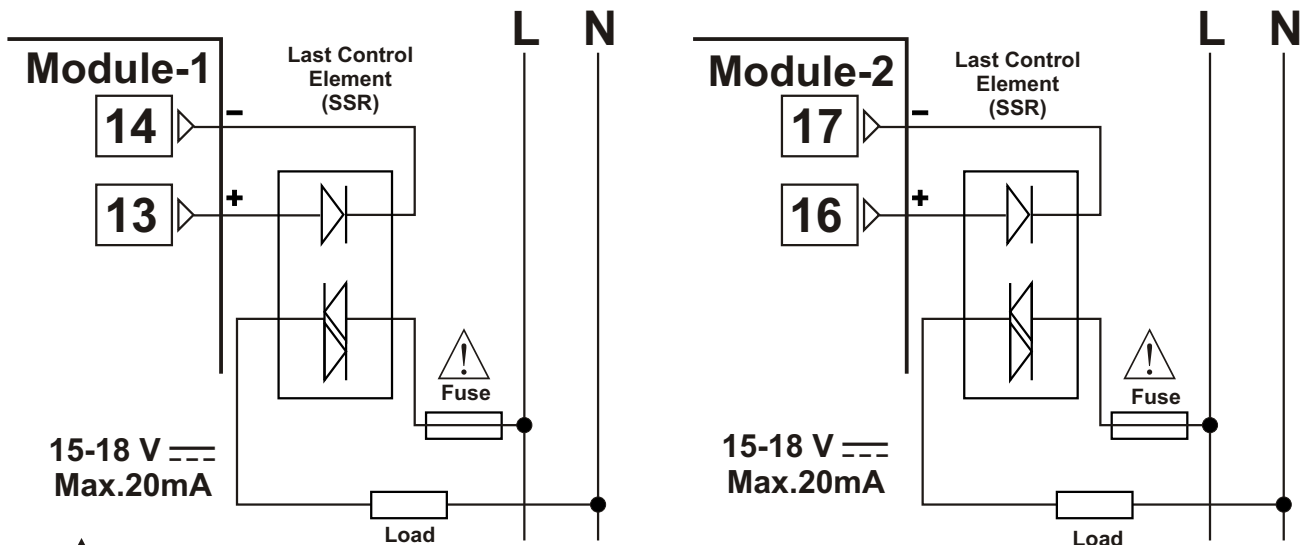 L N
Module-1
Last Control
Element
(SSR)
14 -
13 +
Fuse
15-18 V
Max.20mA
Load
L N
Module-2
Last Control
Element
(SSR)
17 -
16 +
Fuse
15-18 V
Max.20mA
Load